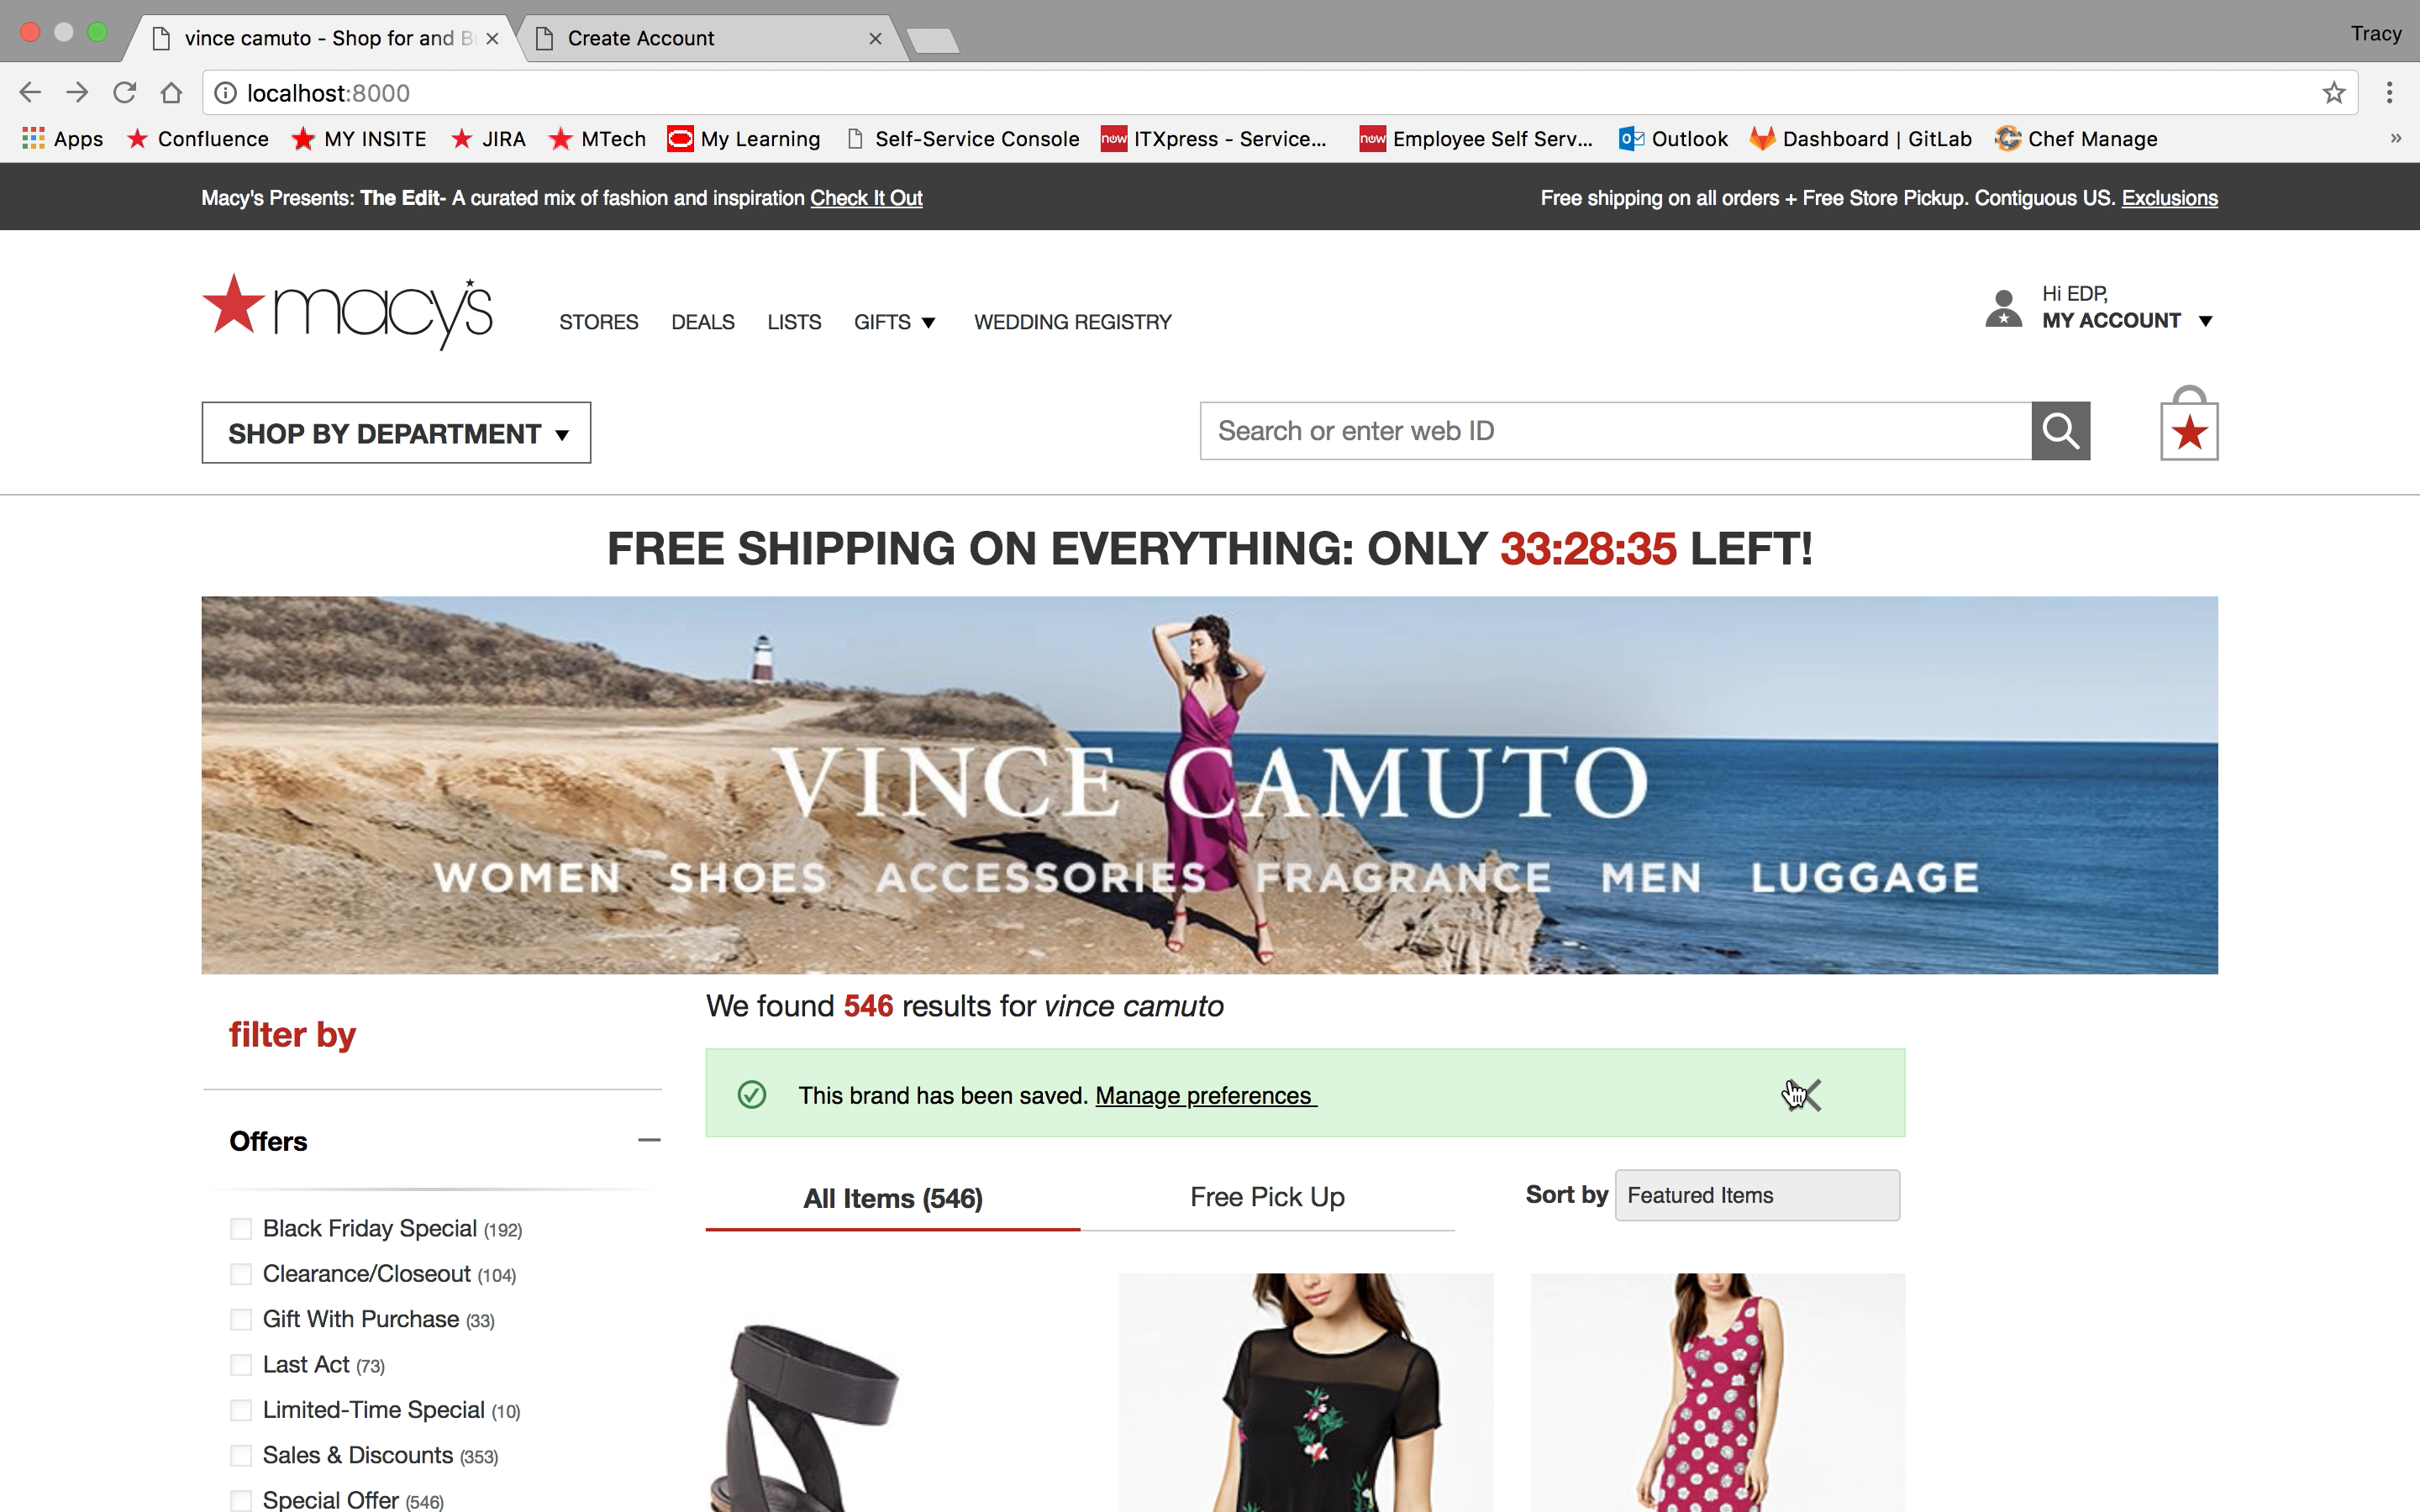 vince camuto - Shop for and B
Create Account
Tracy
localhost:8000
Apps Confluence MY INSITE JIRA MTech My Learning Self-Service Console now ITXpress - Service... now Employee Self Serv... Outlook Dashboard | GitLab Chef Manage »
Macy's Presents: The Edit- A curated mix of fashion and inspiration Check It Out
Free shipping on all orders + Free Store Pickup. Contiguous US. Exclusions
macy's
STORES DEALS LISTS GIFTS WEDDING REGISTRY
Hi EDP,
MY ACCOUNT
SHOP BY DEPARTMENT
Search or enter web ID
FREE SHIPPING ON EVERYTHING: ONLY 33:28:35 LEFT!
VINCE CAMUTO
WOMEN SHOES ACCESSORIES FRAGRANCE MEN LUGGAGE
We found 546 results for vince camuto
filter by
This brand has been saved. Manage preferences
Offers
All Items (546)
Free Pick Up
Sort by Featured Items
Black Friday Special (192)
Clearance/Closeout (104)
Gift With Purchase (33)
Last Act (73)
Limited-Time Special (10)
Sales & Discounts (353)
Special Offer (546)